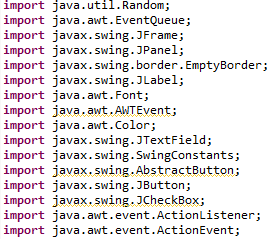 import java.util.Random;
import java.awt.EventQueue;
import javax.swing.JFrame;
import javax.swing.JPanel;
import javax.swing.border.EmptyBorder;
import javax.swing.JLabel;
import java.awt.Font;
import java.awt.AWTEvent;
import java.awt.Color;
import javax.swing.JTextField;
import javax.swing.SwingConstants;
import javax.swing.AbstractButton;
import javax.swing.JButton;
import javax.swing.JCheckBox;
import java.awt.event.ActionListener;
import java.awt.event.ActionEvent;